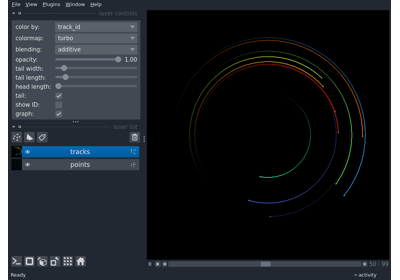 File View Plugins Window Help
layer controls
color by: track_id
colormap: turbo
blending: additive
opacity: 1.00
tail width:
tail length:
head length:
tail:
show ID:
graph:
layer list
tracks
points
50 99
Ready
activity